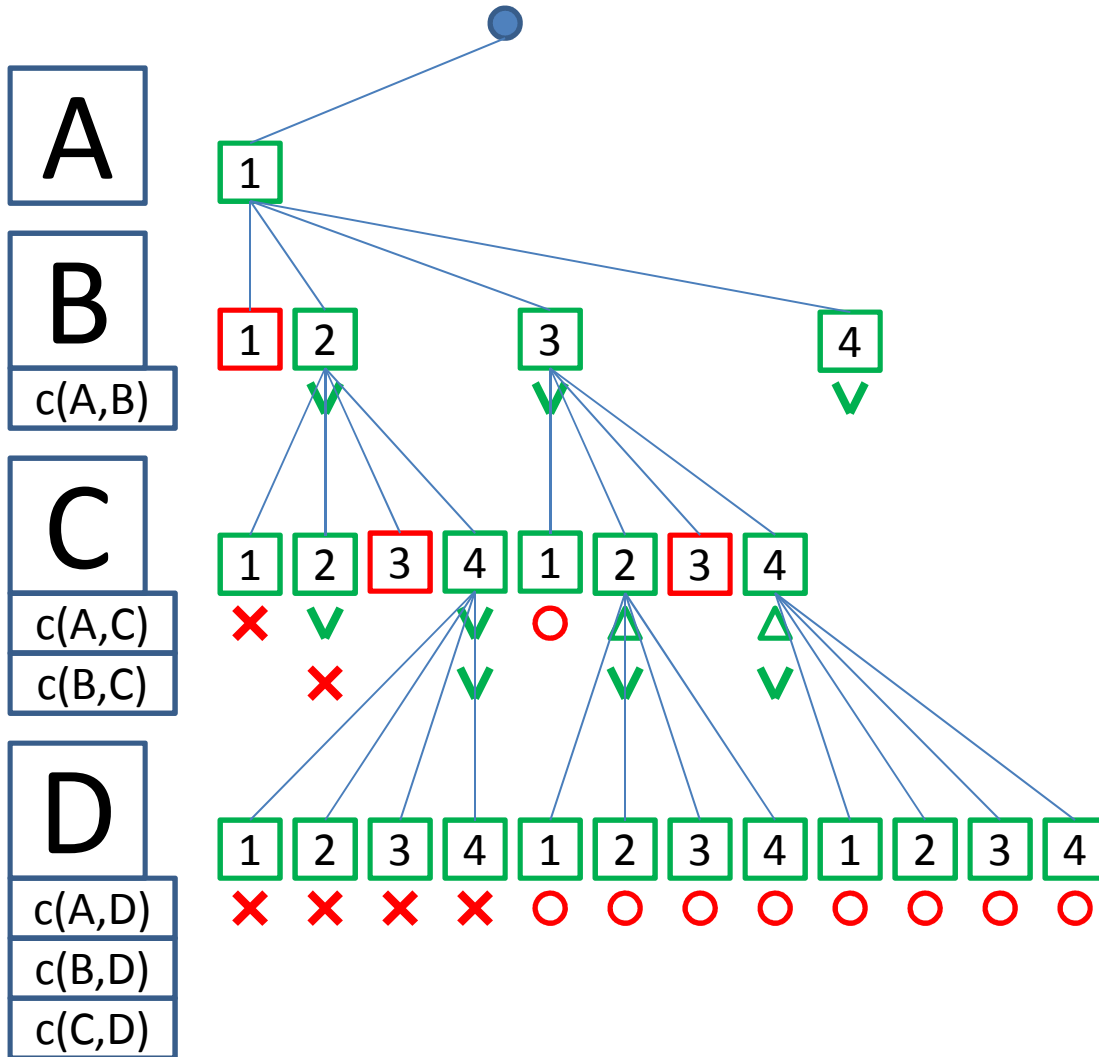 A
1
B
1 2 3 4
c(A,B)
C
1 2 3 4 1 2 3 4
c(A,C)
c(B,C)
D
1 2 3 4 1 2 3 4 1 2 3 4
c(A,D)
c(B,D)
c(C,D)